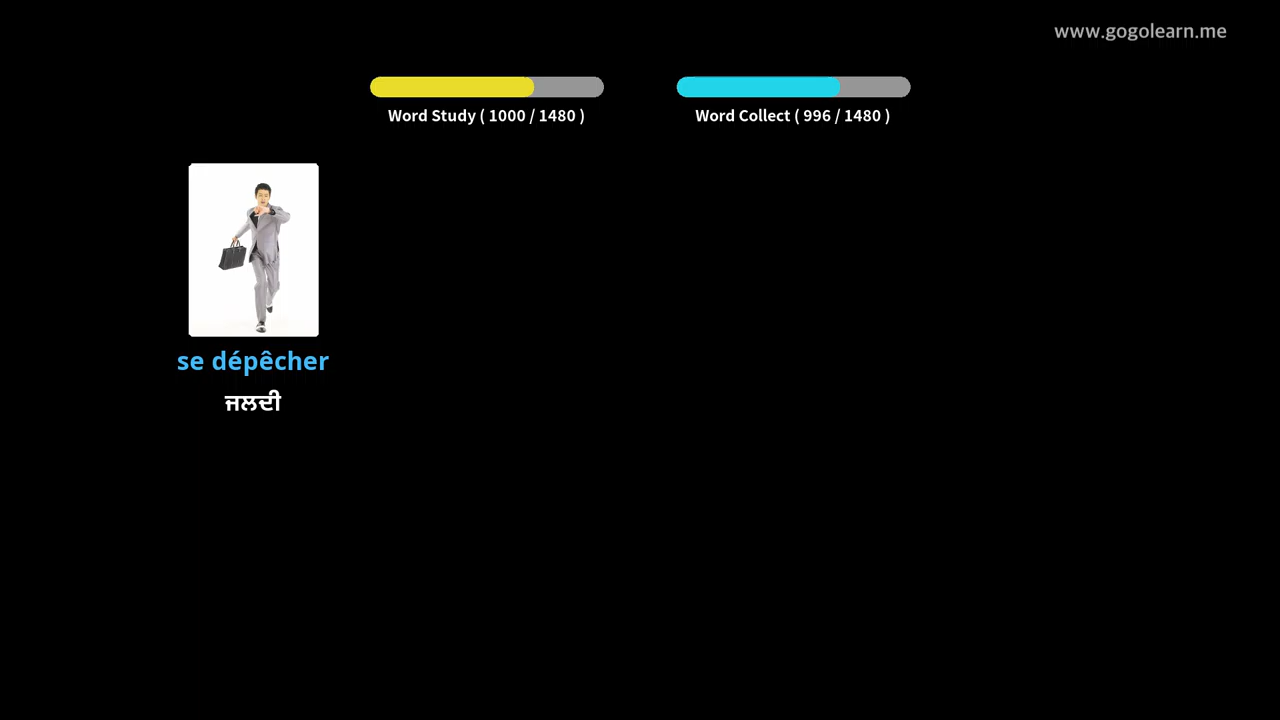 www.gogolearn.me
Word Study ( 1000 / 1480 )
Word Collect ( 996 / 1480 )
se dépêcher
ਜਲਦੀ